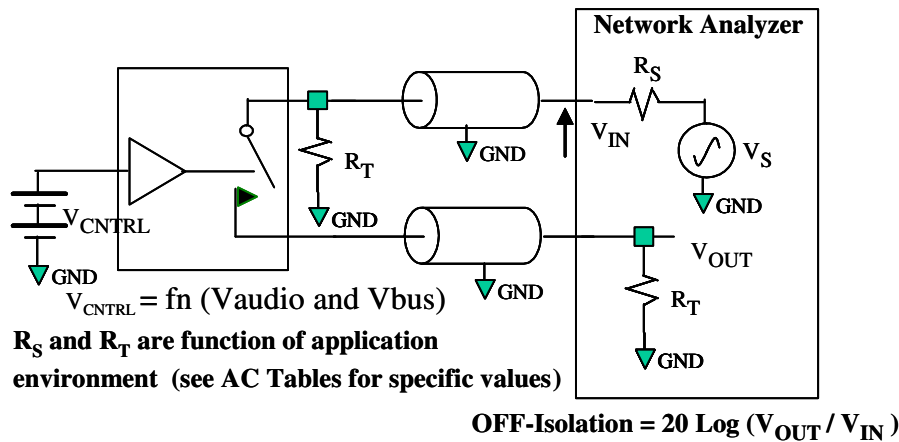 Network Analyzer
R_S
V_IN
V_S
GND
GND
R_T
GND
V_CNTRL
GND
GND
V_OUT
R_T
GND
V_CNTRL = fn (Vaudio and Vbus)
R_S and R_T are function of application
environment (see AC Tables for specific values)
OFF-Isolation = 20 Log (V_OUT / V_IN )